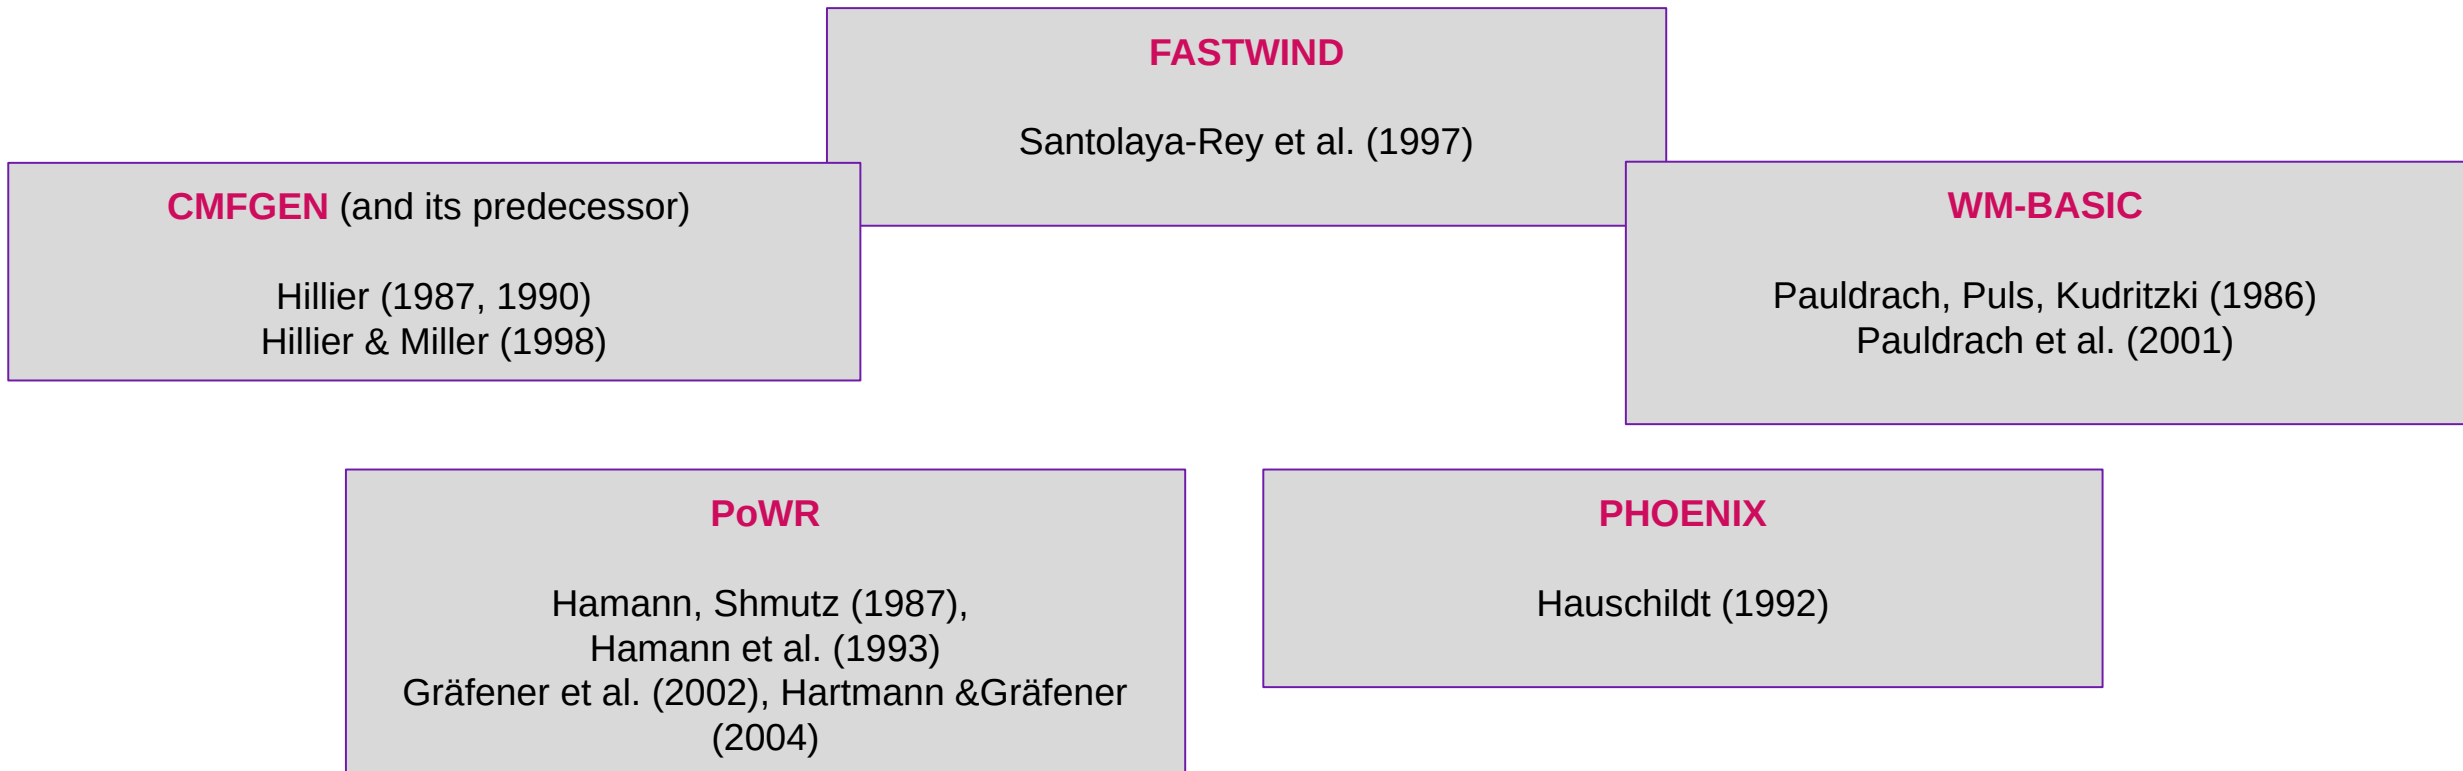 FASTWIND
Santolaya-Rey et al. (1997)
CMFGEN (and its predecessor)
Hillier (1987, 1990)
Hillier & Miller (1998)
WM-BASIC
Pauldrach, Puls, Kudritzki (1986)
Pauldrach et al. (2001)
PoWR
Hamann, Shmutz (1987),
Hamann et al. (1993)
Gräfener et al. (2002), Hartmann &Gräfener
(2004)
PHOENIX
Hauschildt (1992)